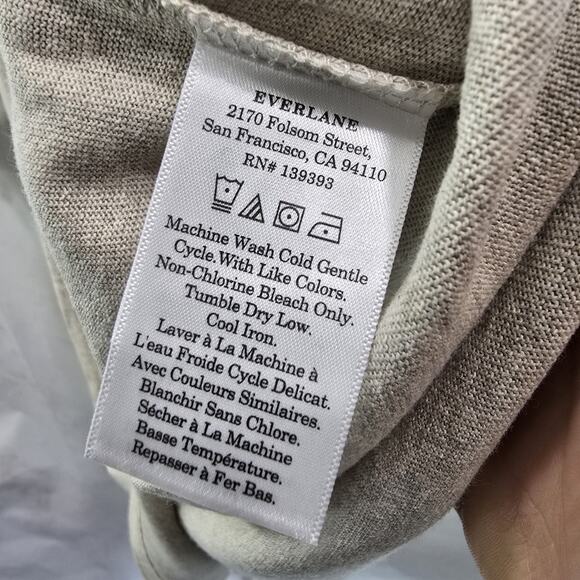 EVERLANE
2170 Folsom Street,
San Francisco, CA 94110
RN# 139393
Machine Wash Cold Gentle
Cycle.With Like Colors.
Non-Chlorine Bleach Only.
Tumble Dry Low.
Cool Iron.
Laver à La Machine à
L'eau Froide Cycle Delicat.
Avec Couleurs Similaires.
Blanchir Sans Chlore.
Sécher à La Machine
Basse Température.
Repasser à Fer Bas.